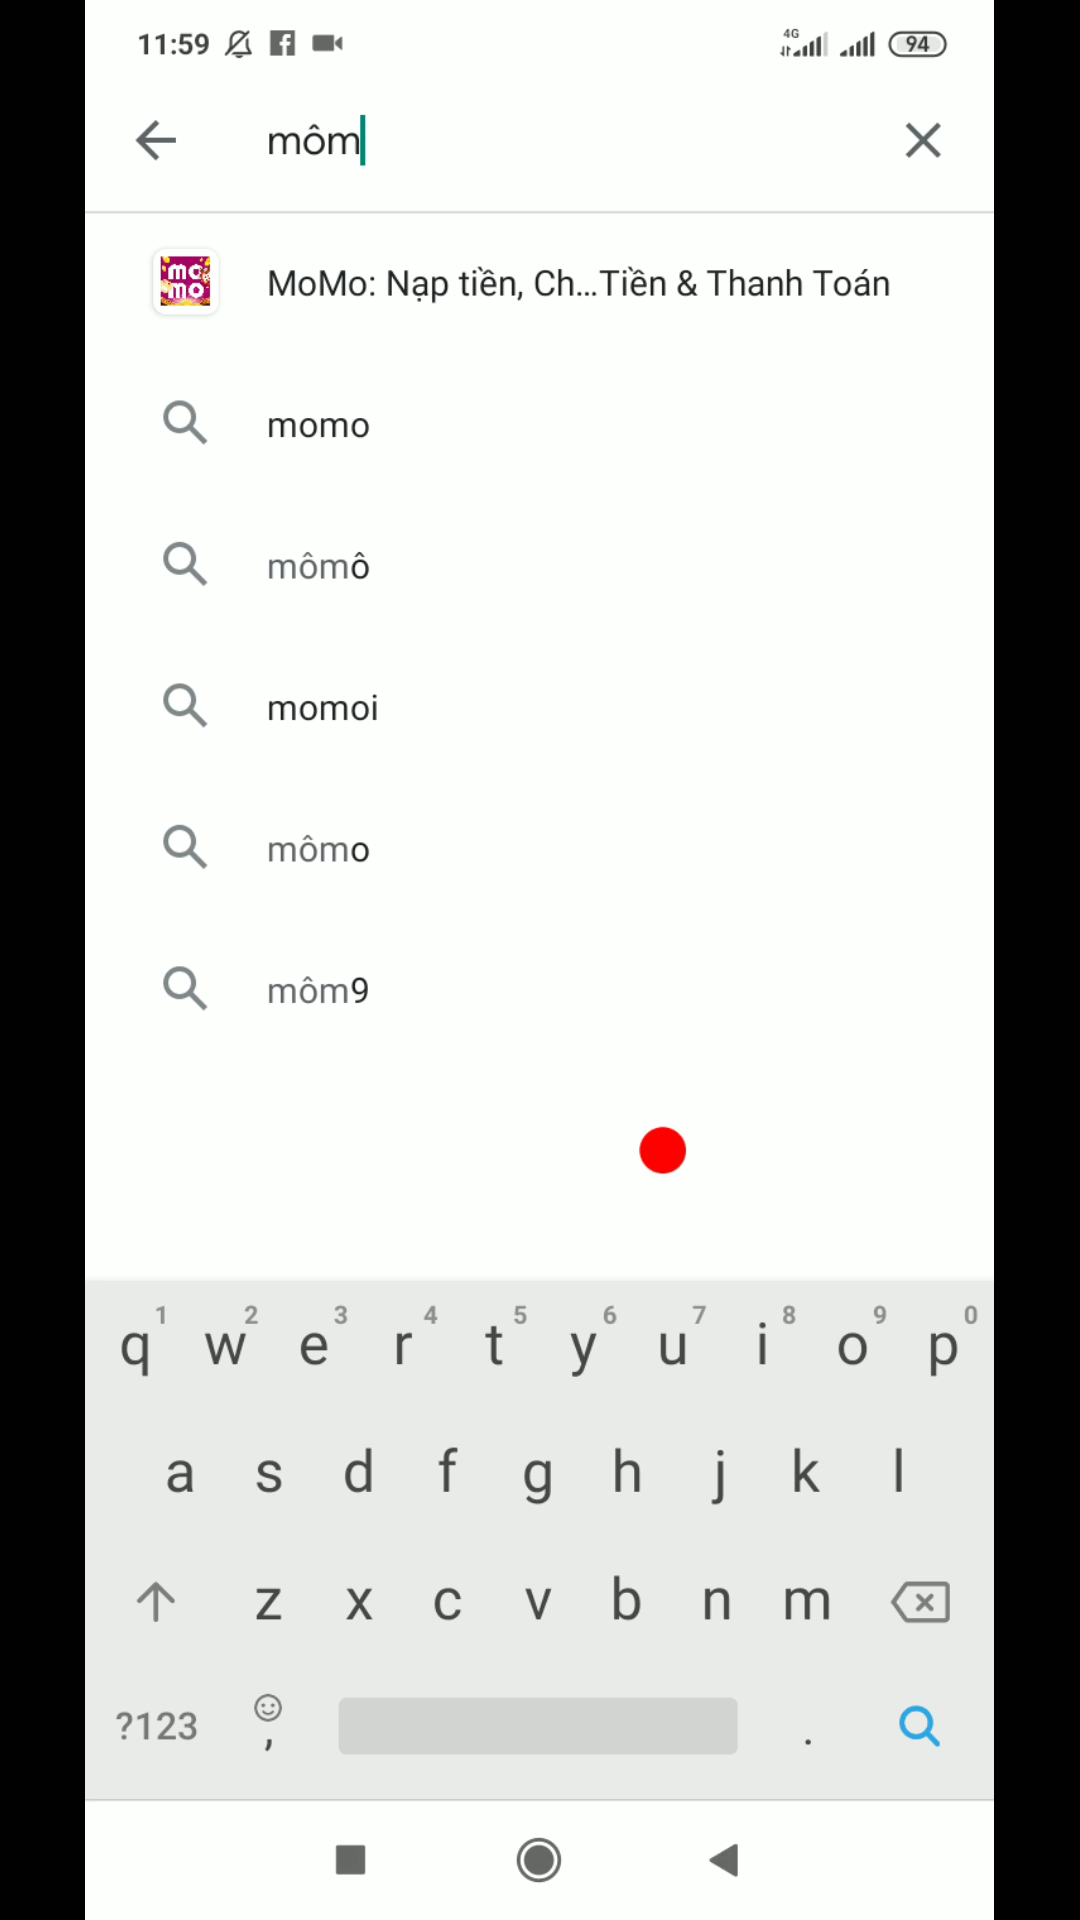 11:59 4G 94
môm
mo
mo
MoMo: Nạp tiền, Ch...Tiền & Thanh Toán
momo
mômô
momoi
mômo
môm9
1 2 3 4 5 6 7 8 9 0
q w e r t y u i o p
a s d f g h j k l
z x c v b n m
?123 , .